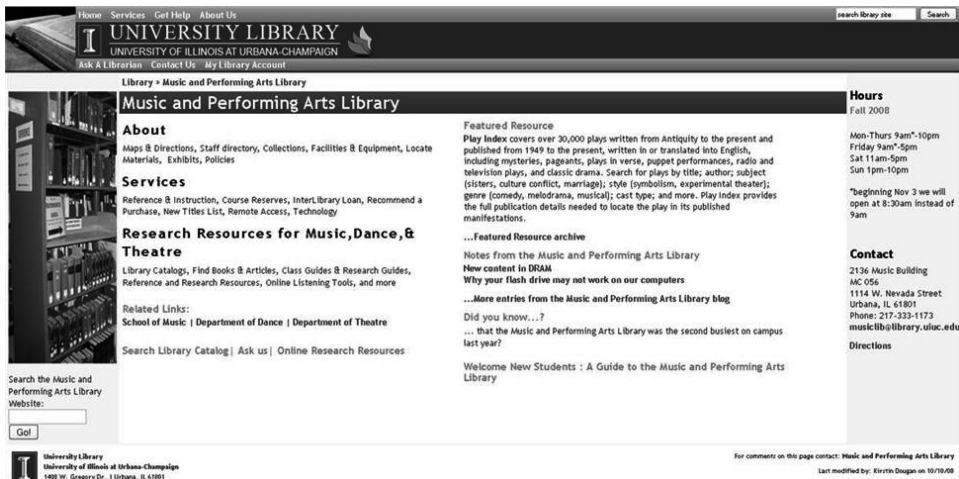 Home Services Get Help About Us
search library site Search
I UNIVERSITY LIBRARY
UNIVERSITY OF ILLINOIS AT URBANA-CHAMPAIGN
Ask A Librarian Contact Us My Library Account
Library > Music and Performing Arts Library
Music and Performing Arts Library
About
Maps & Directions, Staff directory, Collections, Facilities & Equipment, Locate
Materials, Exhibits, Policies
Services
Reference & Instruction, Course Reserves, InterLibrary Loan, Recommend a
Purchase, New Titles List, Remote Access, Technology
Research Resources for Music,Dance,&
Theatre
Library Catalogs, Find Books & Articles, Class Guides & Research Guides,
Reference and Research Resources, Online Listening Tools, and more
Related Links:
School of Music | Department of Dance | Department of Theatre
Search Library Catalog| Ask us| Online Research Resources
Featured Resource
Play Index covers over 30,000 plays written from Antiquity to the present and
published from 1949 to the present, written in or translated into English,
including mysteries, pageants, plays in verse, puppet performances, radio and
television plays, and classic drama. Search for plays by title; author; subject
(sisters, culture conflict, marriage); style (symbolism, experimental theater);
genre (comedy, melodrama, musical); cast type; and more. Play Index provides
the full publication details needed to locate the play in its published
manifestations.
...Featured Resource archive
Notes from the Music and Performing Arts Library
New content in DRAM
Why your flash drive may not work on our computers
...More entries from the Music and Performing Arts Library blog
Did you know...?
... that the Music and Performing Arts Library was the second busiest on campus
last year?
Welcome New Students : A Guide to the Music and Performing Arts
Library
Hours
Fall 2008
Mon-Thurs 9am*-10pm
Friday 9am*-5pm
Sat 11am-5pm
Sun 1pm-10pm
*beginning Nov 3 we will
open at 8:30am instead of
9am
Contact
2136 Music Building
MC 056
1114 W. Nevada Street
Urbana, IL 61801
Phone: 217-333-1173
musiclib@library.uiuc.edu
Directions
Search the Music and
Performing Arts Library
Website:
Go!
I
University Library
University of Illinois at Urbana-Champaign
1408 W. Gregory Dr. | Urbana, IL 61801
For comments on this page contact: Music and Performing Arts Library
Last modified by: Kirstin Dougan on 10/10/08